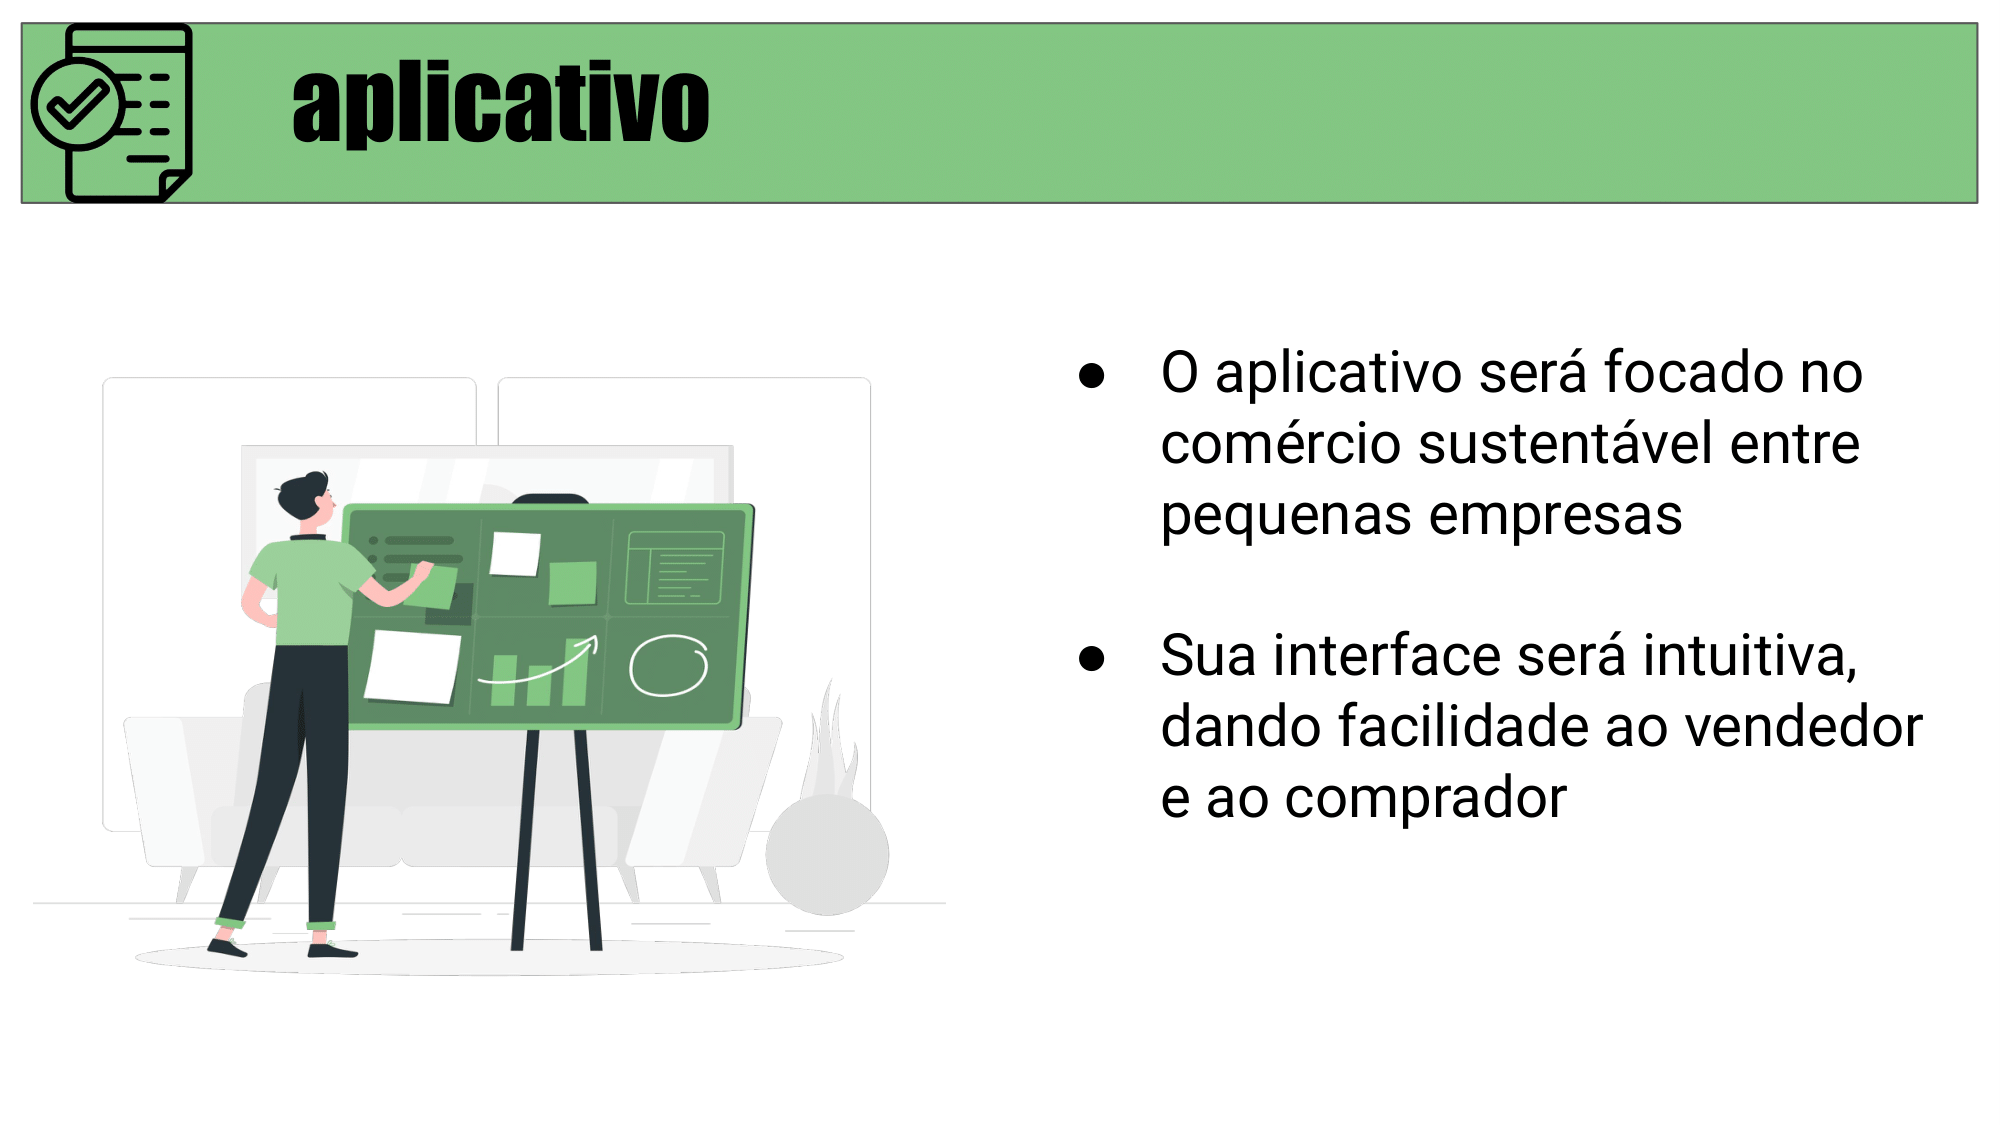 aplicativo
● O aplicativo será focado no
comércio sustentável entre
pequenas empresas
● Sua interface será intuitiva,
dando facilidade ao vendedor
e ao comprador